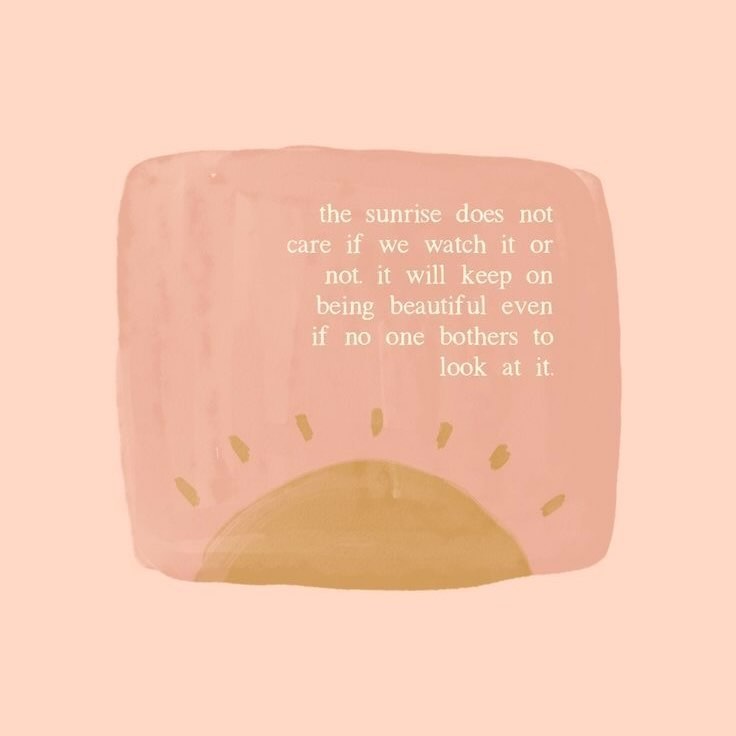 the sunrise does not
care if we watch it or
not. it will keep on
being beautiful even
if no one bothers to
look at it.